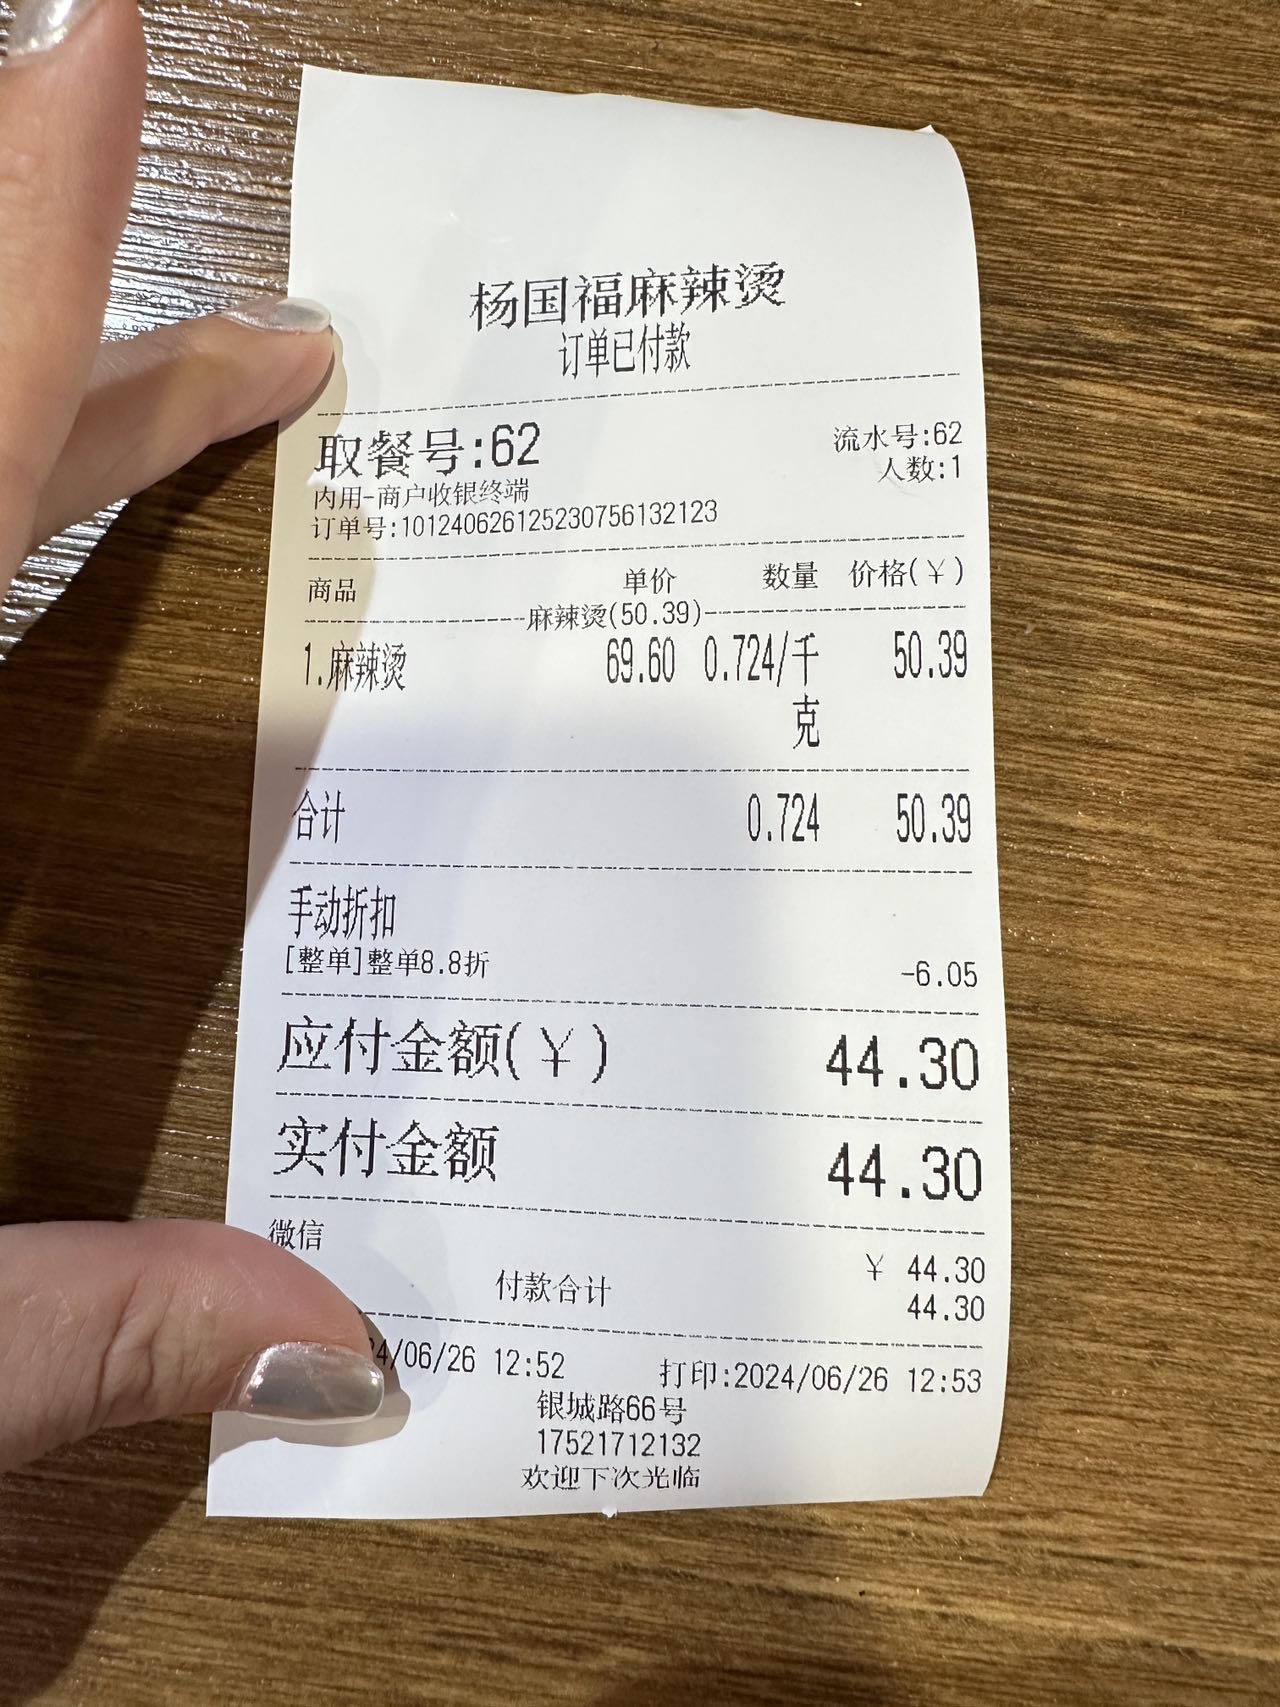 杨国福麻辣烫
订单已付款
取餐号:62 流水号:62
人数:1
内用-商户收银终端
订单号:101240626125230756132123
商品 单价 数量 价格(¥)
麻辣烫(50.39)
1.麻辣烫 69.60 0.724/千克 50.39
合计 0.724 50.39
手动折扣
[整单]整单8.8折 -6.05
应付金额(¥) 44.30
实付金额 44.30
微信 ¥ 44.30
付款合计 44.30
4/06/26 12:52 打印:2024/06/26 12:53
银城路66号
17521712132
欢迎下次光临